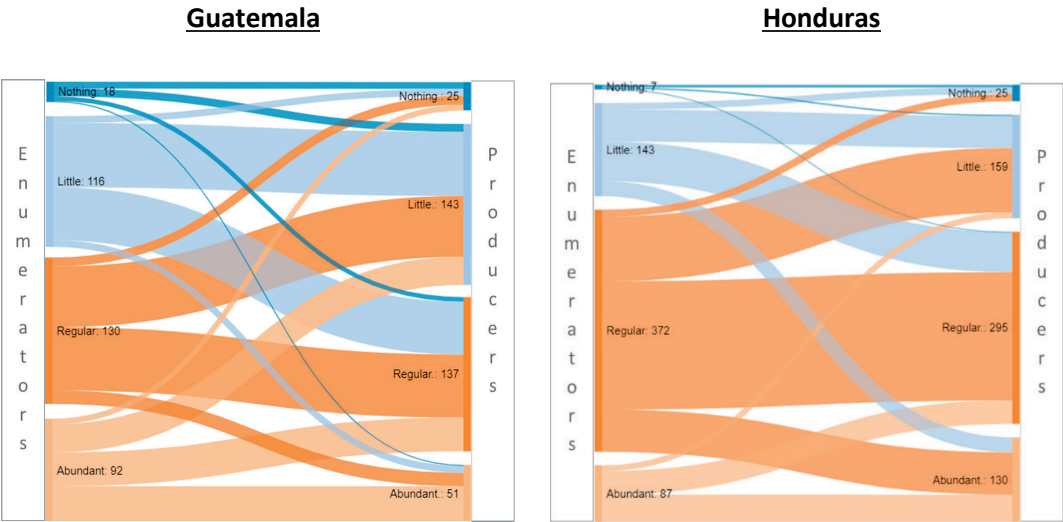 Guatemala
Honduras
Enumerators
Nothing: 18
Little: 116
Regular: 130
Abundant: 92
Nothing.: 25
Little.: 143
Regular.: 137
Abundant.: 51
Producers
Enumerators
Nothing: 7
Little: 143
Regular: 372
Abundant: 87
Nothing.: 25
Little.: 159
Regular.: 295
Abundant.: 130
Producers